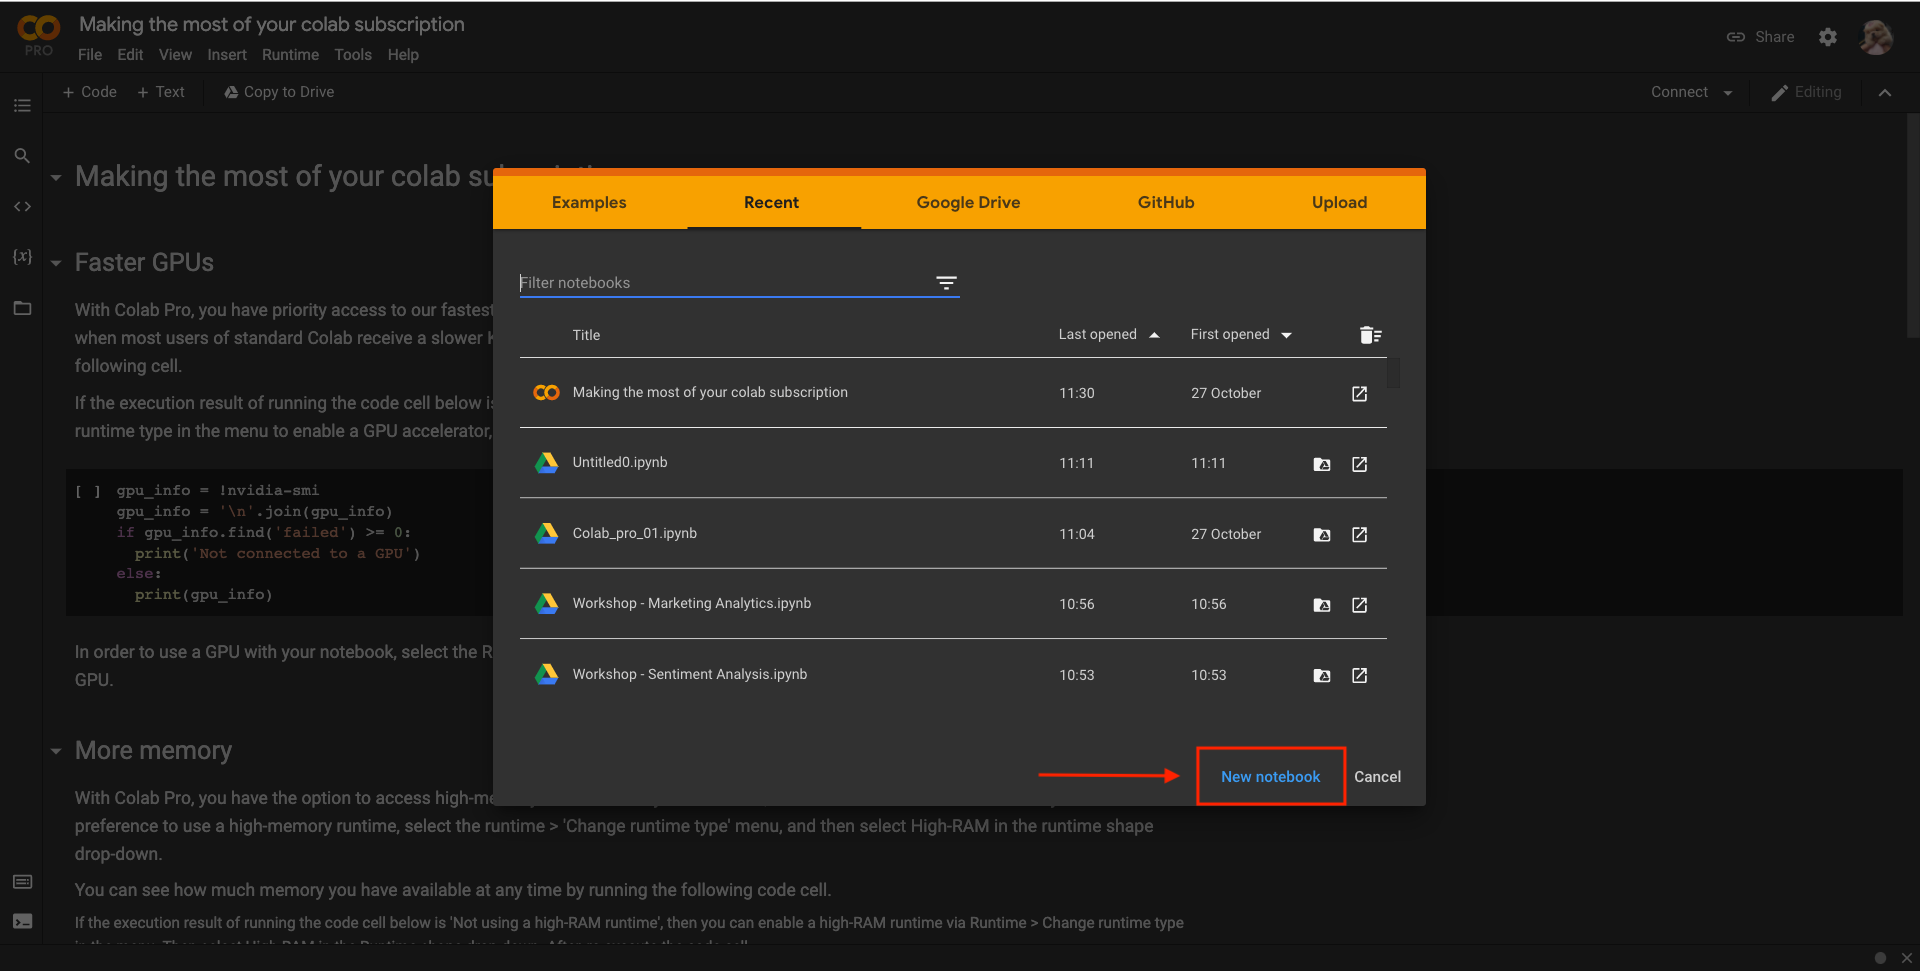 Making the most of your colab subscription
PRO
File Edit View Insert Runtime Tools Help
Share
+ Code + Text Copy to Drive
Connect Editing
Making the most of your colab
Faster GPUs
With Colab Pro, you have priority access to our fastest
when most users of standard Colab receive a slower
following cell.
If the execution result of running the code cell below
runtime type in the menu to enable a GPU accelerator,
[ ] gpu_info = !nvidia-smi
gpu_info = '\n'.join(gpu_info)
if gpu_info.find('failed') >= 0:
print('Not connected to a GPU')
else:
print(gpu_info)
In order to use a GPU with your notebook, select the
GPU.
More memory
With Colab Pro, you have the option to access
preference to use a high-memory runtime, select the runtime > 'Change runtime type' menu, and then select High-RAM in the runtime shape
drop-down.
You can see how much memory you have available at any time by running the following code cell.
If the execution result of running the code cell below is 'Not using a high-RAM runtime', then you can enable a high-RAM runtime via Runtime > Change runtime type
Examples Recent Google Drive GitHub Upload
Filter notebooks
Title Last opened First opened
Making the most of your colab subscription 11:30 27 October
Untitled0.ipynb 11:11 11:11
Colab_pro_01.ipynb 11:04 27 October
Workshop - Marketing Analytics.ipynb 10:56 10:56
Workshop - Sentiment Analysis.ipynb 10:53 10:53
New notebook Cancel